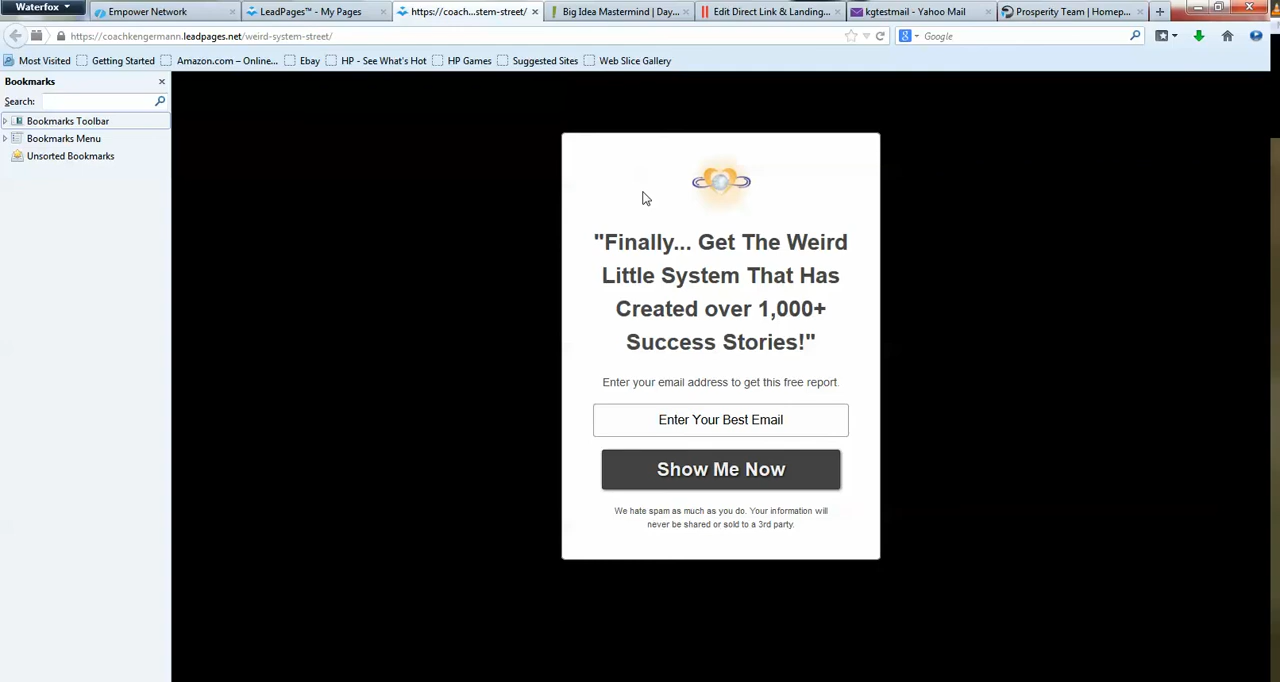 Waterfox
Empower Network
LeadPages™ - My Pages
https://coach...stem-street/
Big Idea Mastermind | Day...
Edit Direct Link & Landing...
kgtestmail - Yahoo Mail
Prosperity Team | Homep...
https://coachkengermann.leadpages.net/weird-system-street/
Google
Most Visited
Getting Started
Amazon.com – Online...
Ebay
HP - See What's Hot
HP Games
Suggested Sites
Web Slice Gallery
Bookmarks
Search:
Bookmarks Toolbar
Bookmarks Menu
Unsorted Bookmarks
"Finally... Get The Weird
Little System That Has
Created over 1,000+
Success Stories!"
Enter your email address to get this free report.
Enter Your Best Email
Show Me Now
We hate spam as much as you do. Your information will
never be shared or sold to a 3rd party.